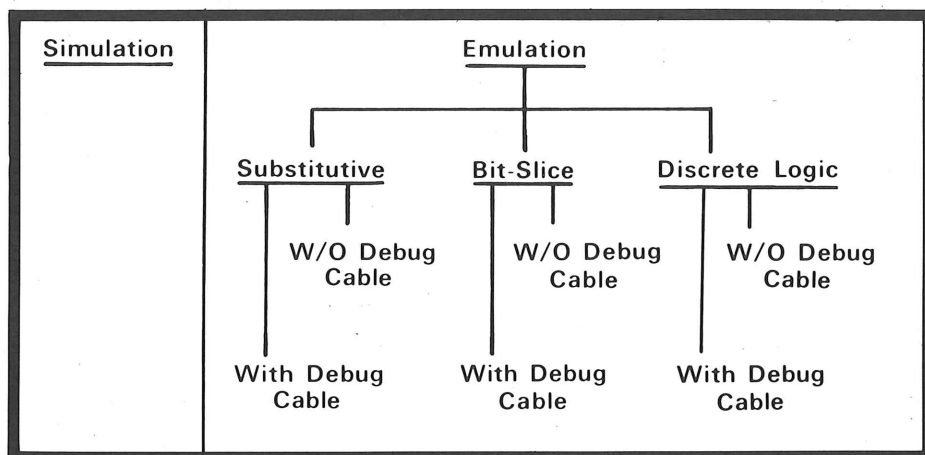 Simulation
Emulation
Substitutive
Bit-Slice
Discrete Logic
W/O Debug
Cable
W/O Debug
Cable
W/O Debug
Cable
With Debug
Cable
With Debug
Cable
With Debug
Cable